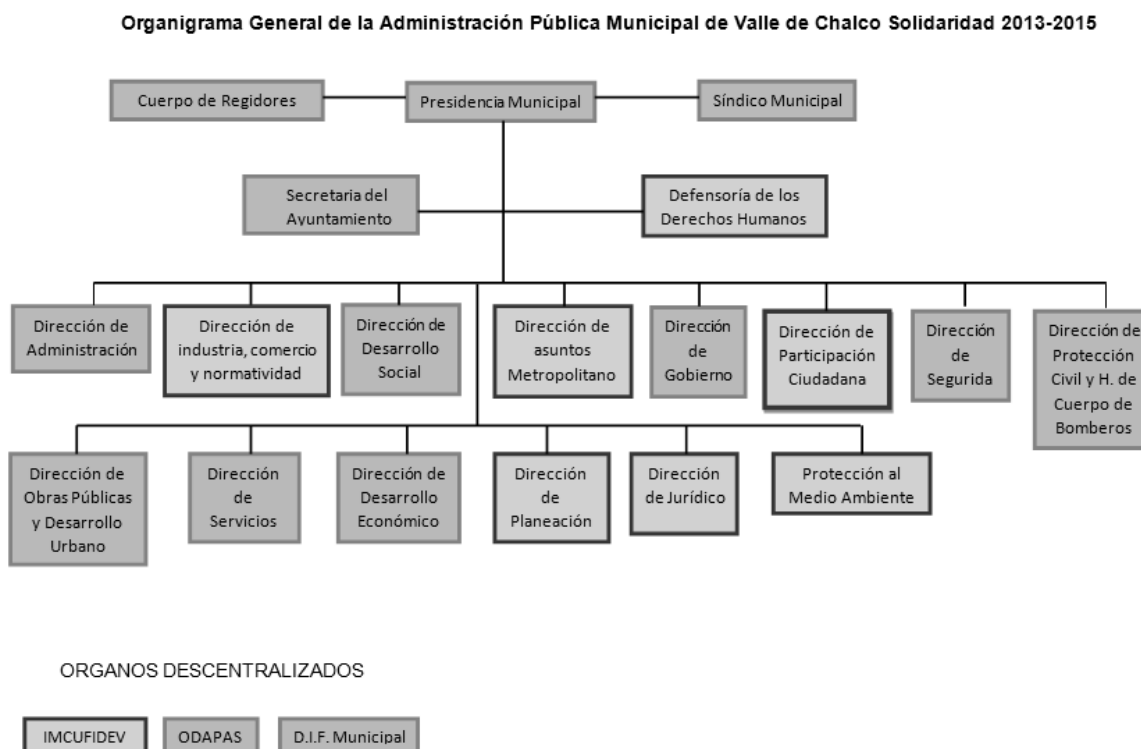 Organigrama General de la Administración Pública Municipal de Valle de Chalco Solidaridad 2013-2015
Cuerpo de Regidores
Presidencia Municipal
Síndico Municipal
Secretaria del
Ayuntamiento
Defensoría de los
Derechos Humanos
Dirección de
Administración
Dirección de
industria, comercio
y normatividad
Dirección de
Desarrollo
Social
Dirección de
asuntos
Metropolitano
Dirección
de
Gobierno
Dirección de
Participación
Ciudadana
Dirección
de
Segurida
Dirección de
Protección
Civil y H. de
Cuerpo de
Bomberos
Dirección de
Obras Públicas
y Desarrollo
Urbano
Dirección
de
Servicios
Dirección de
Desarrollo
Económico
Dirección
de
Planeación
Dirección
de Jurídico
Protección al
Medio Ambiente
ORGANOS DESCENTRALIZADOS
IMCUFIDEV
ODAPAS
D.I.F. Municipal